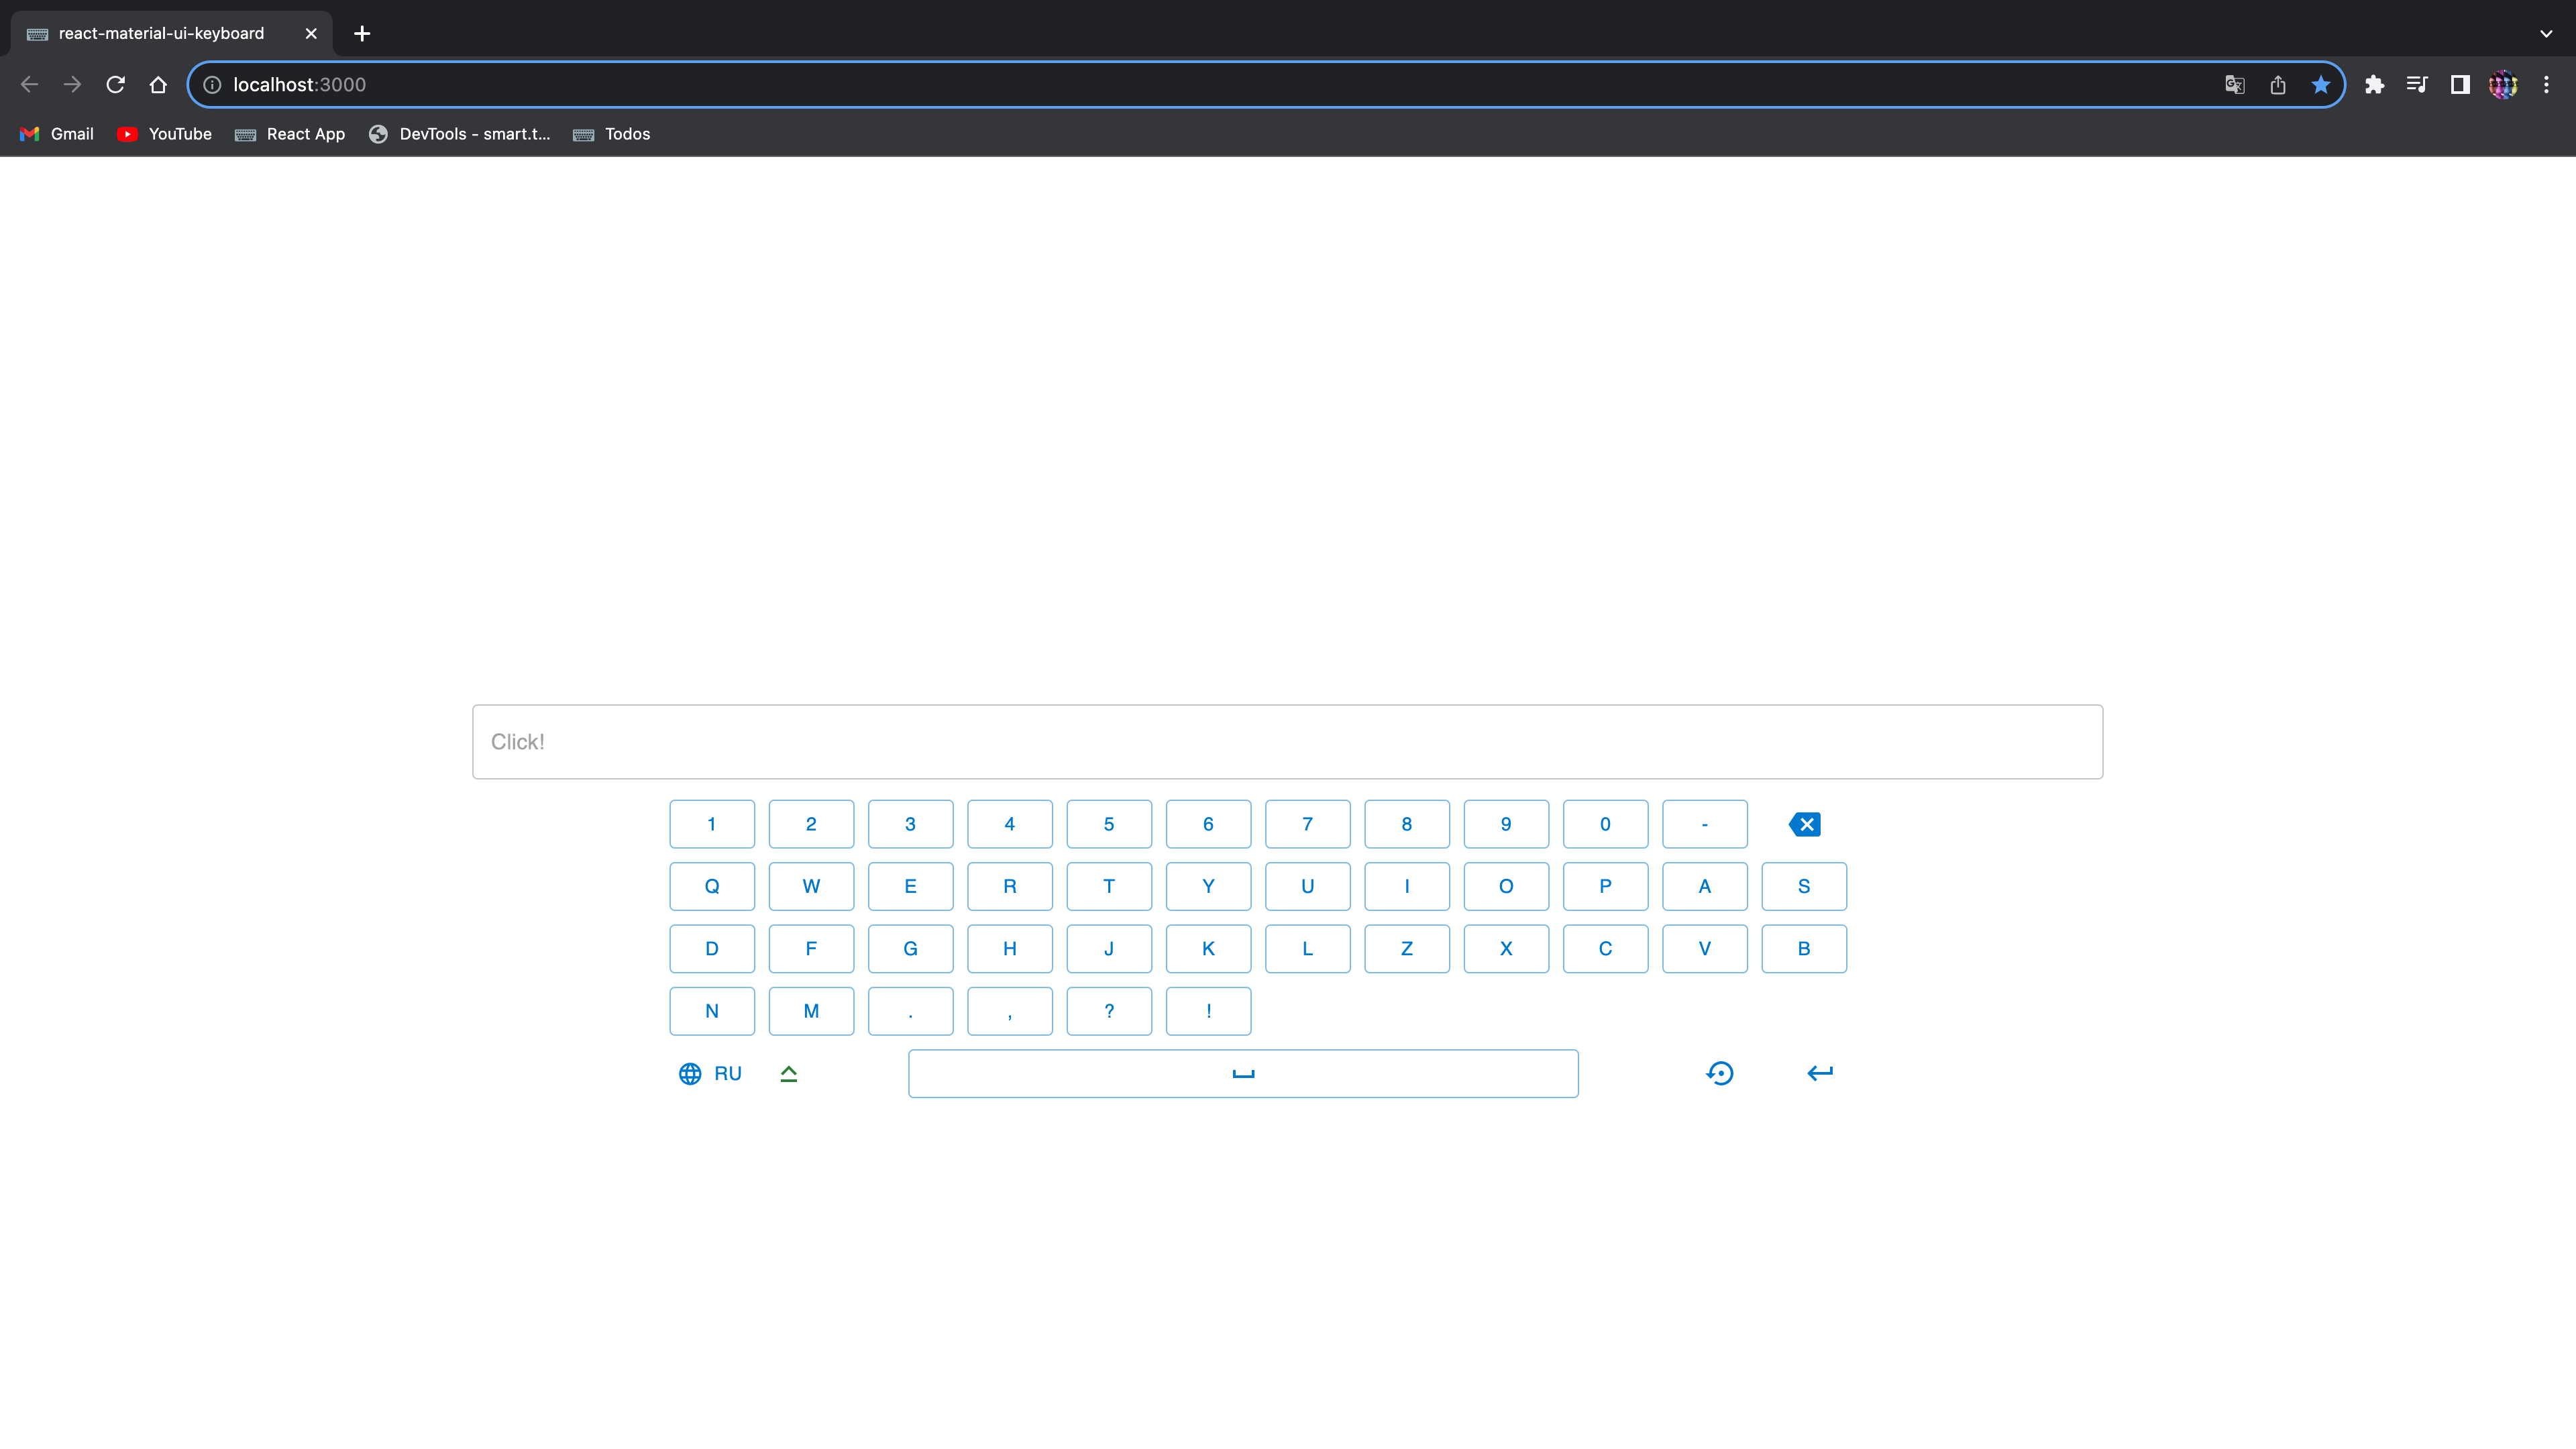 react-material-ui-keyboard
localhost:3000
Gmail YouTube React App DevTools - smart.t... Todos
Click!
1 2 3 4 5 6 7 8 9 0 -
Q W E R T Y U I O P A S
D F G H J K L Z X C V B
N M . , ? !
RU